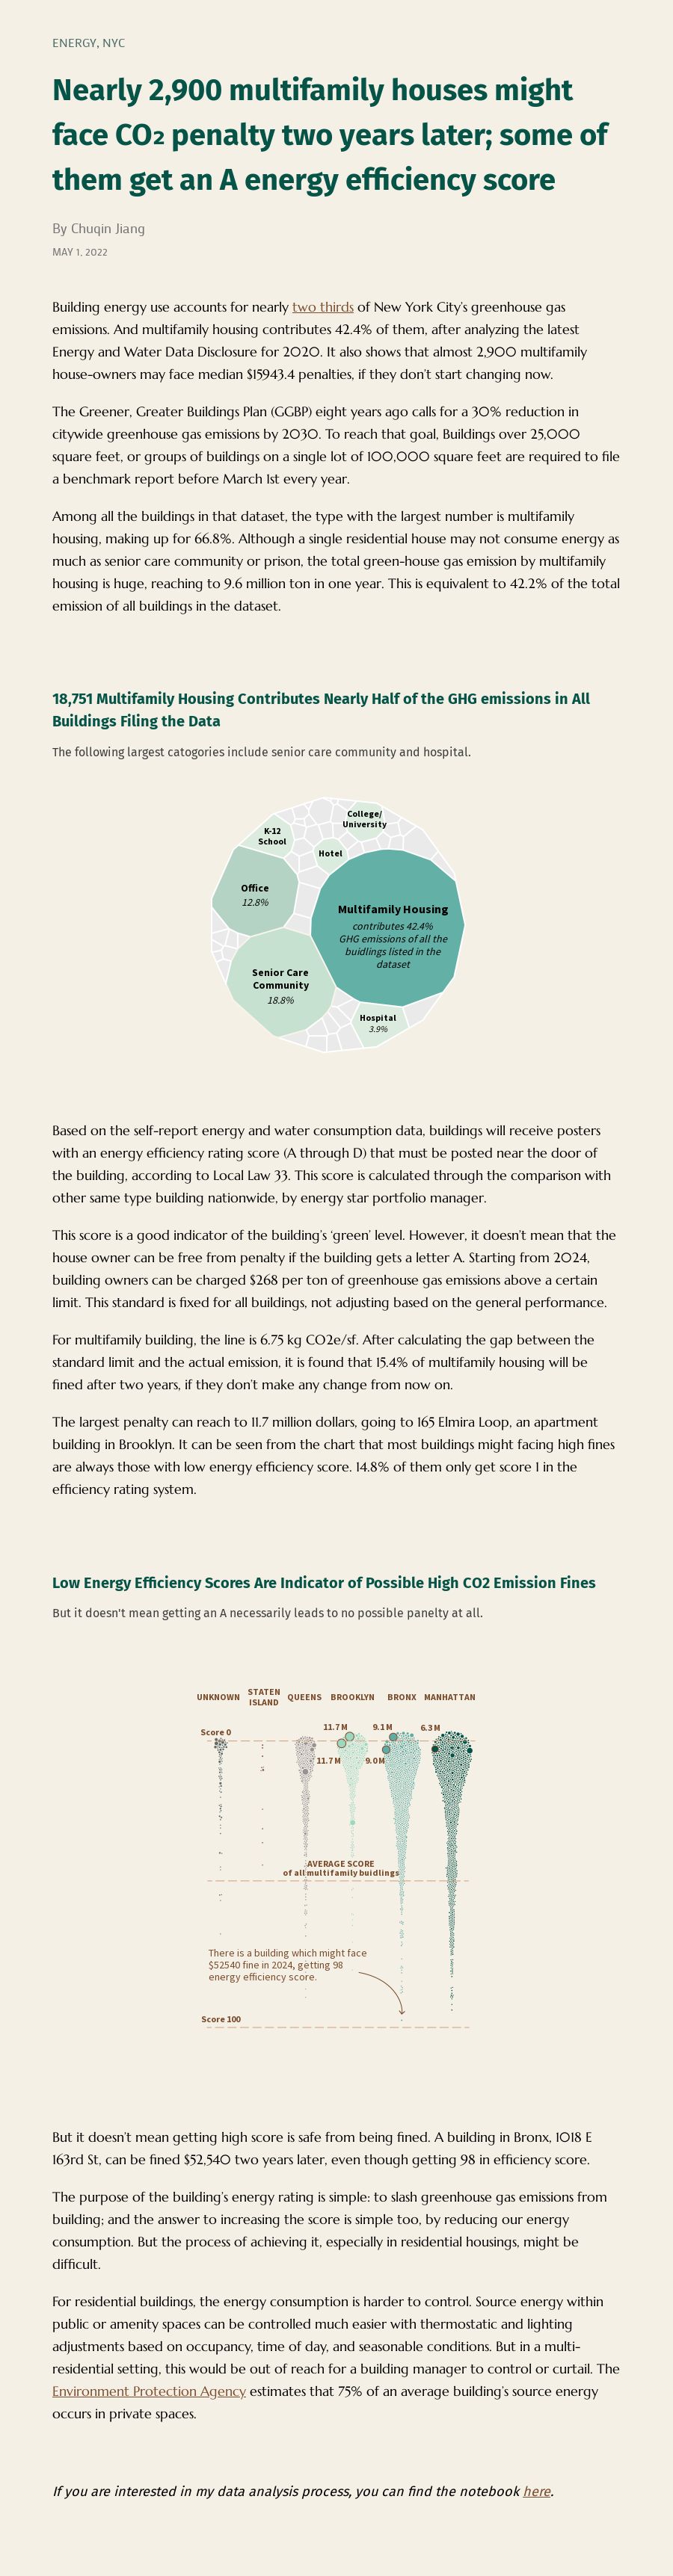 ENERGY, NYC
Nearly 2,900 multifamily houses might
face CO₂ penalty two years later; some of
them get an A energy efficiency score
By Chuqin Jiang
MAY 1, 2022
Building energy use accounts for nearly two thirds of New York City's greenhouse gas
emissions. And multifamily housing contributes 42.4% of them, after analyzing the latest
Energy and Water Data Disclosure for 2020. It also shows that almost 2,900 multifamily
house-owners may face median $15943.4 penalties, if they don't start changing now.
The Greener, Greater Buildings Plan (GGBP) eight years ago calls for a 30% reduction in
citywide greenhouse gas emissions by 2030. To reach that goal, Buildings over 25,000
square feet, or groups of buildings on a single lot of 100,000 square feet are required to file
a benchmark report before March 1st every year.
Among all the buildings in that dataset, the type with the largest number is multifamily
housing, making up for 66.8%. Although a single residential house may not consume energy as
much as senior care community or prison, the total green-house gas emission by multifamily
housing is huge, reaching to 9.6 million ton in one year. This is equivalent to 42.2% of the total
emission of all buildings in the dataset.
18,751 Multifamily Housing Contributes Nearly Half of the GHG emissions in All
Buildings Filing the Data
The following largest catogories include senior care community and hospital.
College/
University
K-12
School
Hotel
Office
12.8%
Multifamily Housing
contributes 42.4%
GHG emissions of all the
buidlings listed in the
dataset
Senior Care
Community
18.8%
Hospital
3.9%
Based on the self-report energy and water consumption data, buildings will receive posters
with an energy efficiency rating score (A through D) that must be posted near the door of
the building, according to Local Law 33. This score is calculated through the comparison with
other same type building nationwide, by energy star portfolio manager.
This score is a good indicator of the building's 'green' level. However, it doesn't mean that the
house owner can be free from penalty if the building gets a letter A. Starting from 2024,
building owners can be charged $268 per ton of greenhouse gas emissions above a certain
limit. This standard is fixed for all buildings, not adjusting based on the general performance.
For multifamily building, the line is 6.75 kg CO2e/sf. After calculating the gap between the
standard limit and the actual emission, it is found that 15.4% of multifamily housing will be
fined after two years, if they don't make any change from now on.
The largest penalty can reach to 11.7 million dollars, going to 165 Elmira Loop, an apartment
building in Brooklyn. It can be seen from the chart that most buildings might facing high fines
are always those with low energy efficiency score. 14.8% of them only get score 1 in the
efficiency rating system.
Low Energy Efficiency Scores Are Indicator of Possible High CO2 Emission Fines
But it doesn't mean getting an A necessarily leads to no possible panelty at all.
UNKNOWN STATEN ISLAND QUEENS BROOKLYN BRONX MANHATTAN
Score 0
11.7 M 9.1 M 6.3 M
11.7 M 9.0 M
AVERAGE SCORE
of all multifamily buidlings
There is a building which might face
$52540 fine in 2024, getting 98
energy efficiency score.
Score 100
But it doesn't mean getting high score is safe from being fined. A building in Bronx, 1018 E
163rd St, can be fined $52,540 two years later, even though getting 98 in efficiency score.
The purpose of the building's energy rating is simple: to slash greenhouse gas emissions from
building; and the answer to increasing the score is simple too, by reducing our energy
consumption. But the process of achieving it, especially in residential housings, might be
difficult.
For residential buildings, the energy consumption is harder to control. Source energy within
public or amenity spaces can be controlled much easier with thermostatic and lighting
adjustments based on occupancy, time of day, and seasonable conditions. But in a multi-
residential setting, this would be out of reach for a building manager to control or curtail. The
Environment Protection Agency estimates that 75% of an average building's source energy
occurs in private spaces.
If you are interested in my data analysis process, you can find the notebook here.